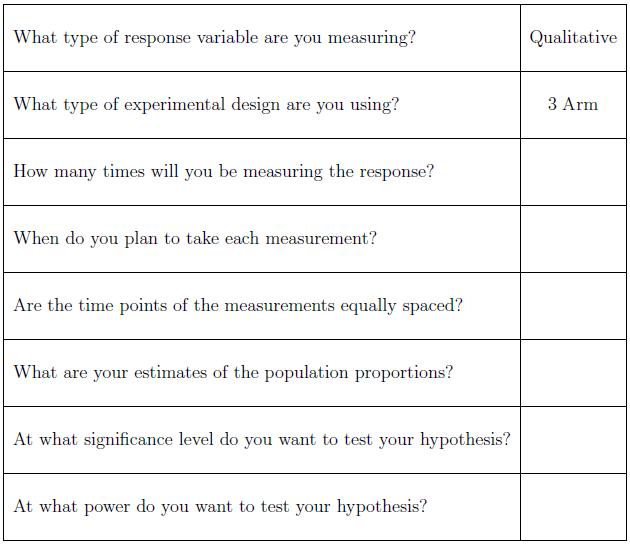 What type of response variable are you measuring? Qualitative
What type of experimental design are you using? 3 Arm
How many times will you be measuring the response?
When do you plan to take each measurement?
Are the time points of the measurements equally spaced?
What are your estimates of the population proportions?
At what significance level do you want to test your hypothesis?
At what power do you want to test your hypothesis?